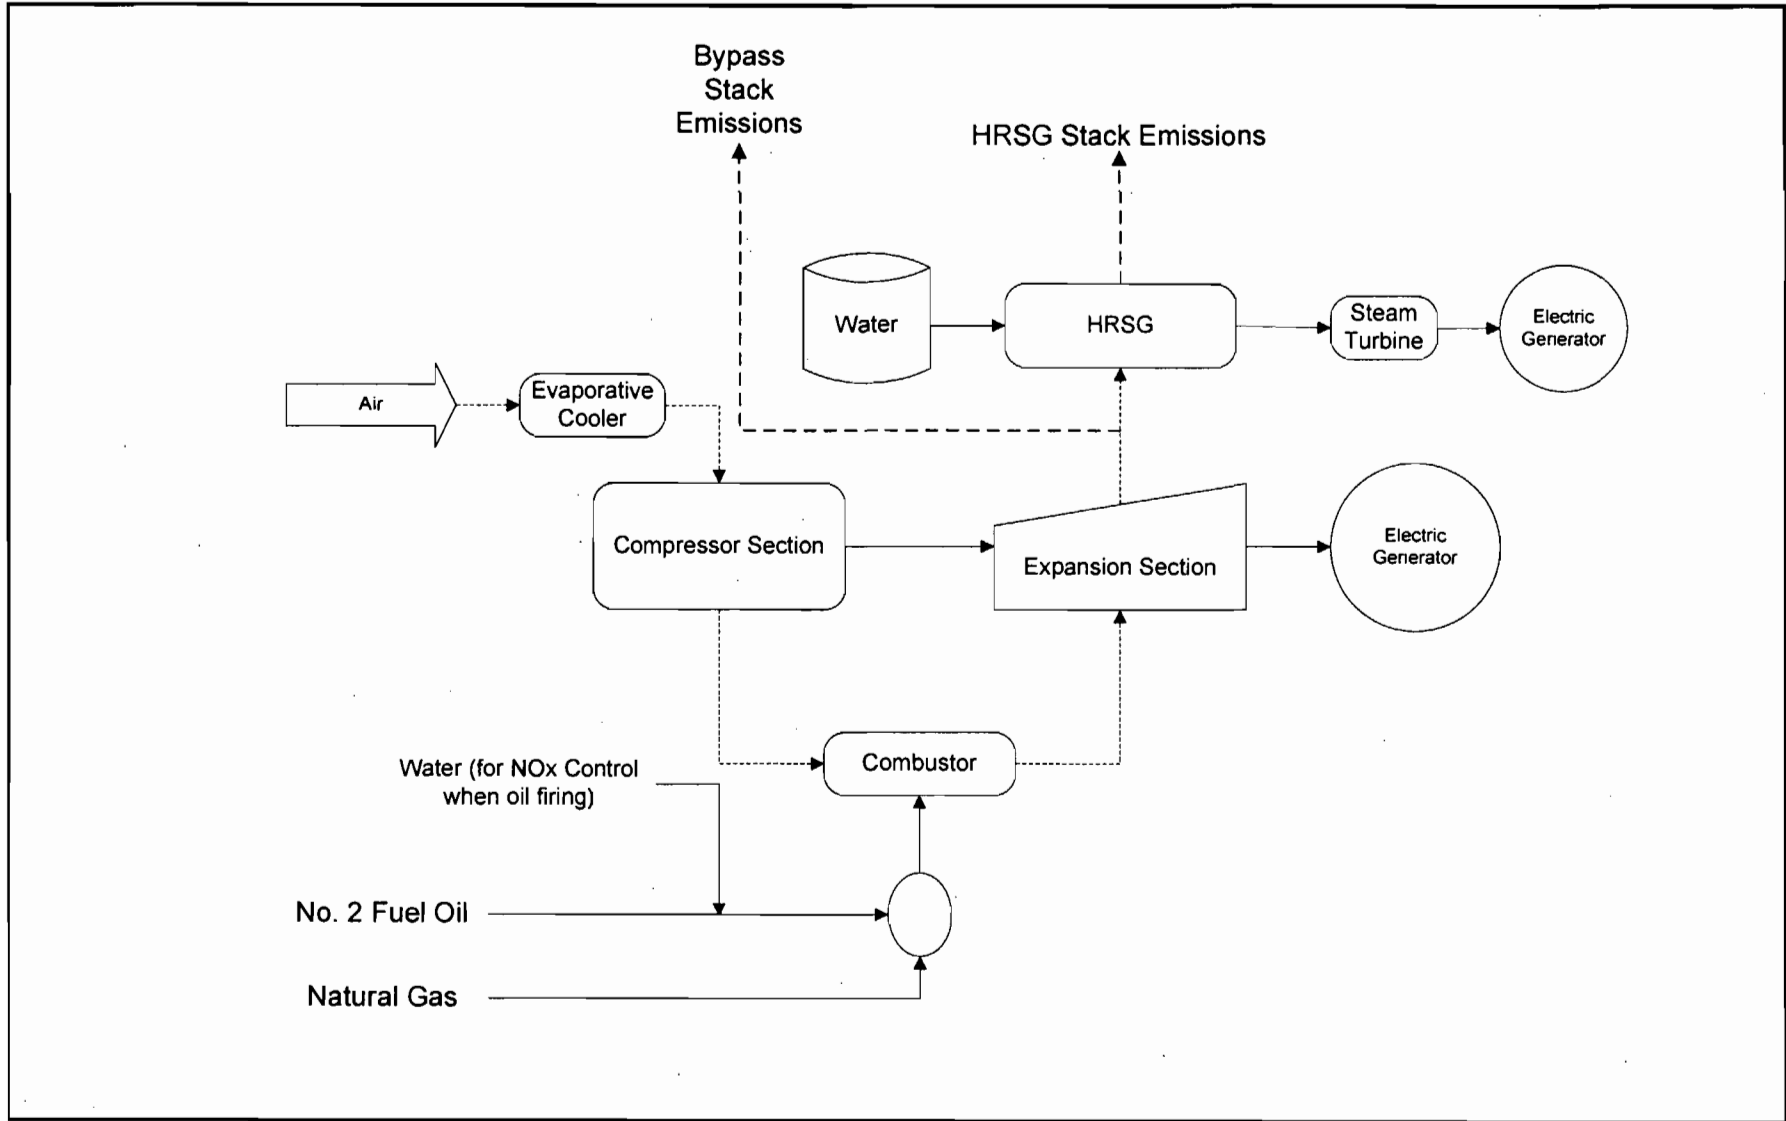 Bypass
Stack
Emissions
HRSG Stack Emissions
Water
HRSG
Steam
Turbine
Electric
Generator
Air
Evaporative
Cooler
Compressor Section
Expansion Section
Electric
Generator
Water (for NOx Control
when oil firing)
Combustor
No. 2 Fuel Oil
Natural Gas